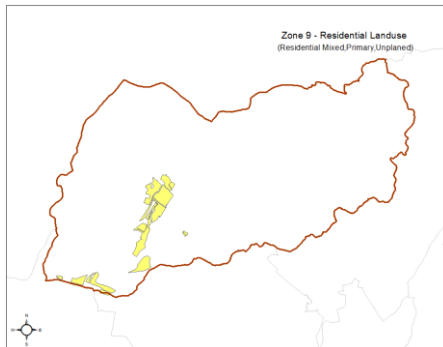 Zone 9 - Residential Landuse
(Residential Mixed,Primary,Unplaned)
N
W
E
S